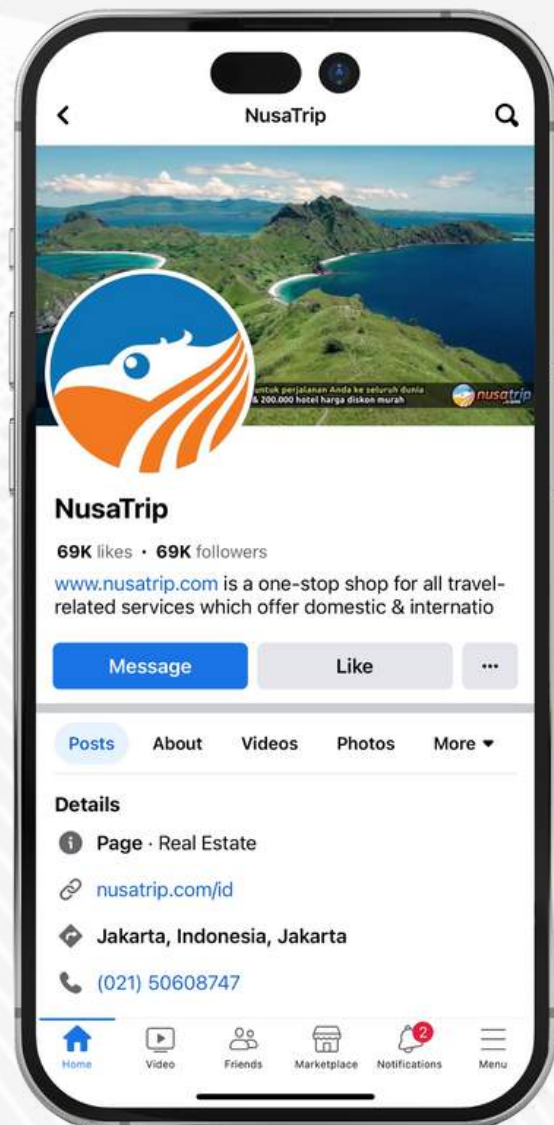 NusaTrip
untuk perjalanan Anda ke seluruh dunia
& 200.000 hotel harga diskon murah
nusatrip
NusaTrip
69K likes · 69K followers
www.nusatrip.com is a one-stop shop for all travel-
related services which offer domestic & internatio
Message
Like
Posts
About
Videos
Photos
More
Details
Page · Real Estate
nusatrip.com/id
Jakarta, Indonesia, Jakarta
(021) 50608747
2
Home
Video
Friends
Marketplace
Notifications
Menu